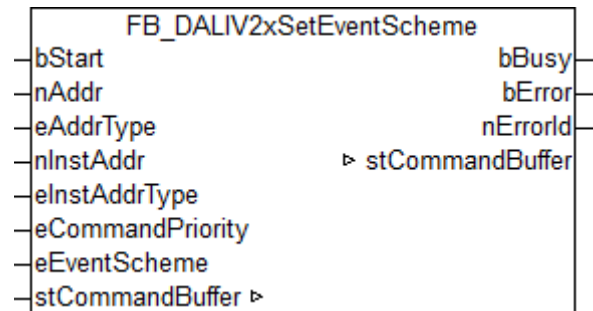 FB_DALIV2xSetEventScheme
bStart bBusy
nAddr bError
eAddrType nErrorId
nInstAddr ▹ stCommandBuffer
eInstAddrType
eCommandPriority
eEventScheme
stCommandBuffer ▹